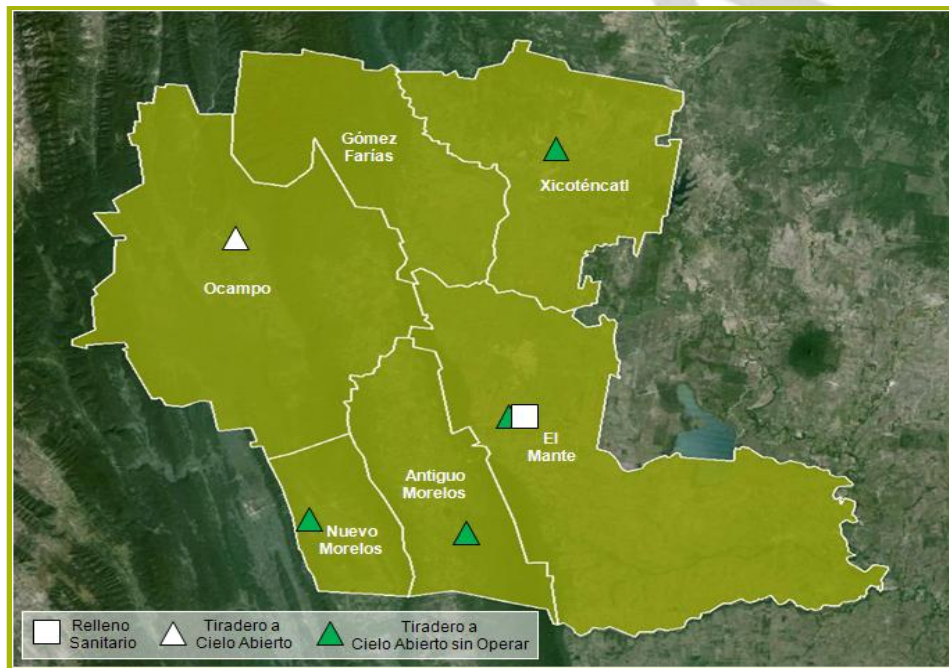 Gómez
Farías
Xicoténcatl
Ocampo
El
Mante
Antiguo
Morelos
Nuevo
Morelos
Relleno
Sanitario
Tiradero a
Cielo Abierto
Tiradero a
Cielo Abierto sin Operar